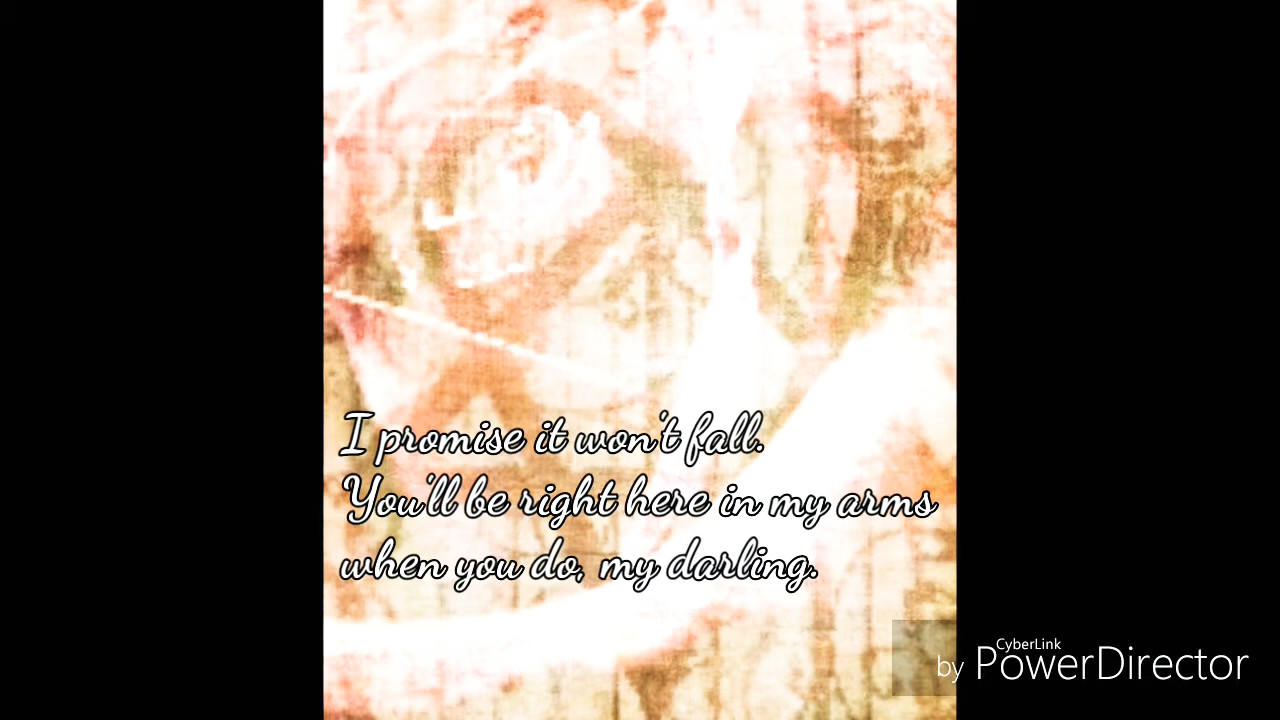 I promise it won't fall.
You'll be right here in my arms
when you do, my darling.
CyberLink
by PowerDirector